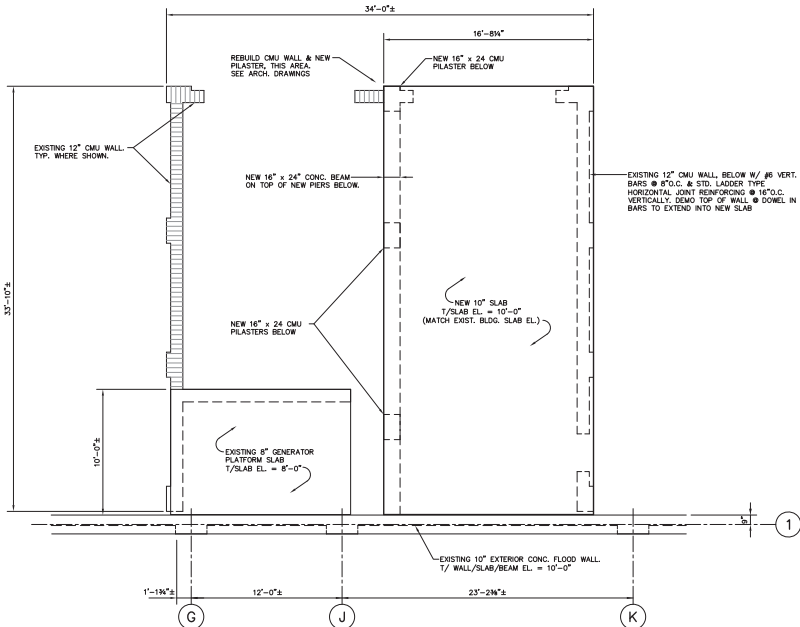 34'-0"±
16'-8¼"
REBUILD CMU WALL & NEW
PILASTER, THIS AREA.
SEE ARCH. DRAWINGS
NEW 16" x 24 CMU
PILASTER BELOW
EXISTING 12" CMU WALL.
TYP. WHERE SHOWN.
NEW 16" x 24" CONC. BEAM
ON TOP OF NEW PIERS BELOW.
EXISTING 12" CMU WALL, BELOW W/ #6 VERT.
BARS @ 8"O.C. & STD. LADDER TYPE
HORIZONTAL JOINT REINFORCING @ 16"O.C.
VERTICALLY. DEMO TOP OF WALL @ DOWEL IN
BARS TO EXTEND INTO NEW SLAB
33'-10"±
NEW 10" SLAB
T/SLAB EL. = 10'-0"
(MATCH EXIST. BLDG. SLAB EL.)
NEW 16" x 24 CMU
PILASTERS BELOW
10'-0"±
EXISTING 8" GENERATOR
PLATFORM SLAB
T/SLAB EL. = 8'-0"
9"
1
EXISTING 10" EXTERIOR CONC. FLOOD WALL.
T/ WALL/SLAB/BEAM EL. = 10'-0"
1'-1¾"±
12'-0"±
23'-2⅜"±
G
J
K